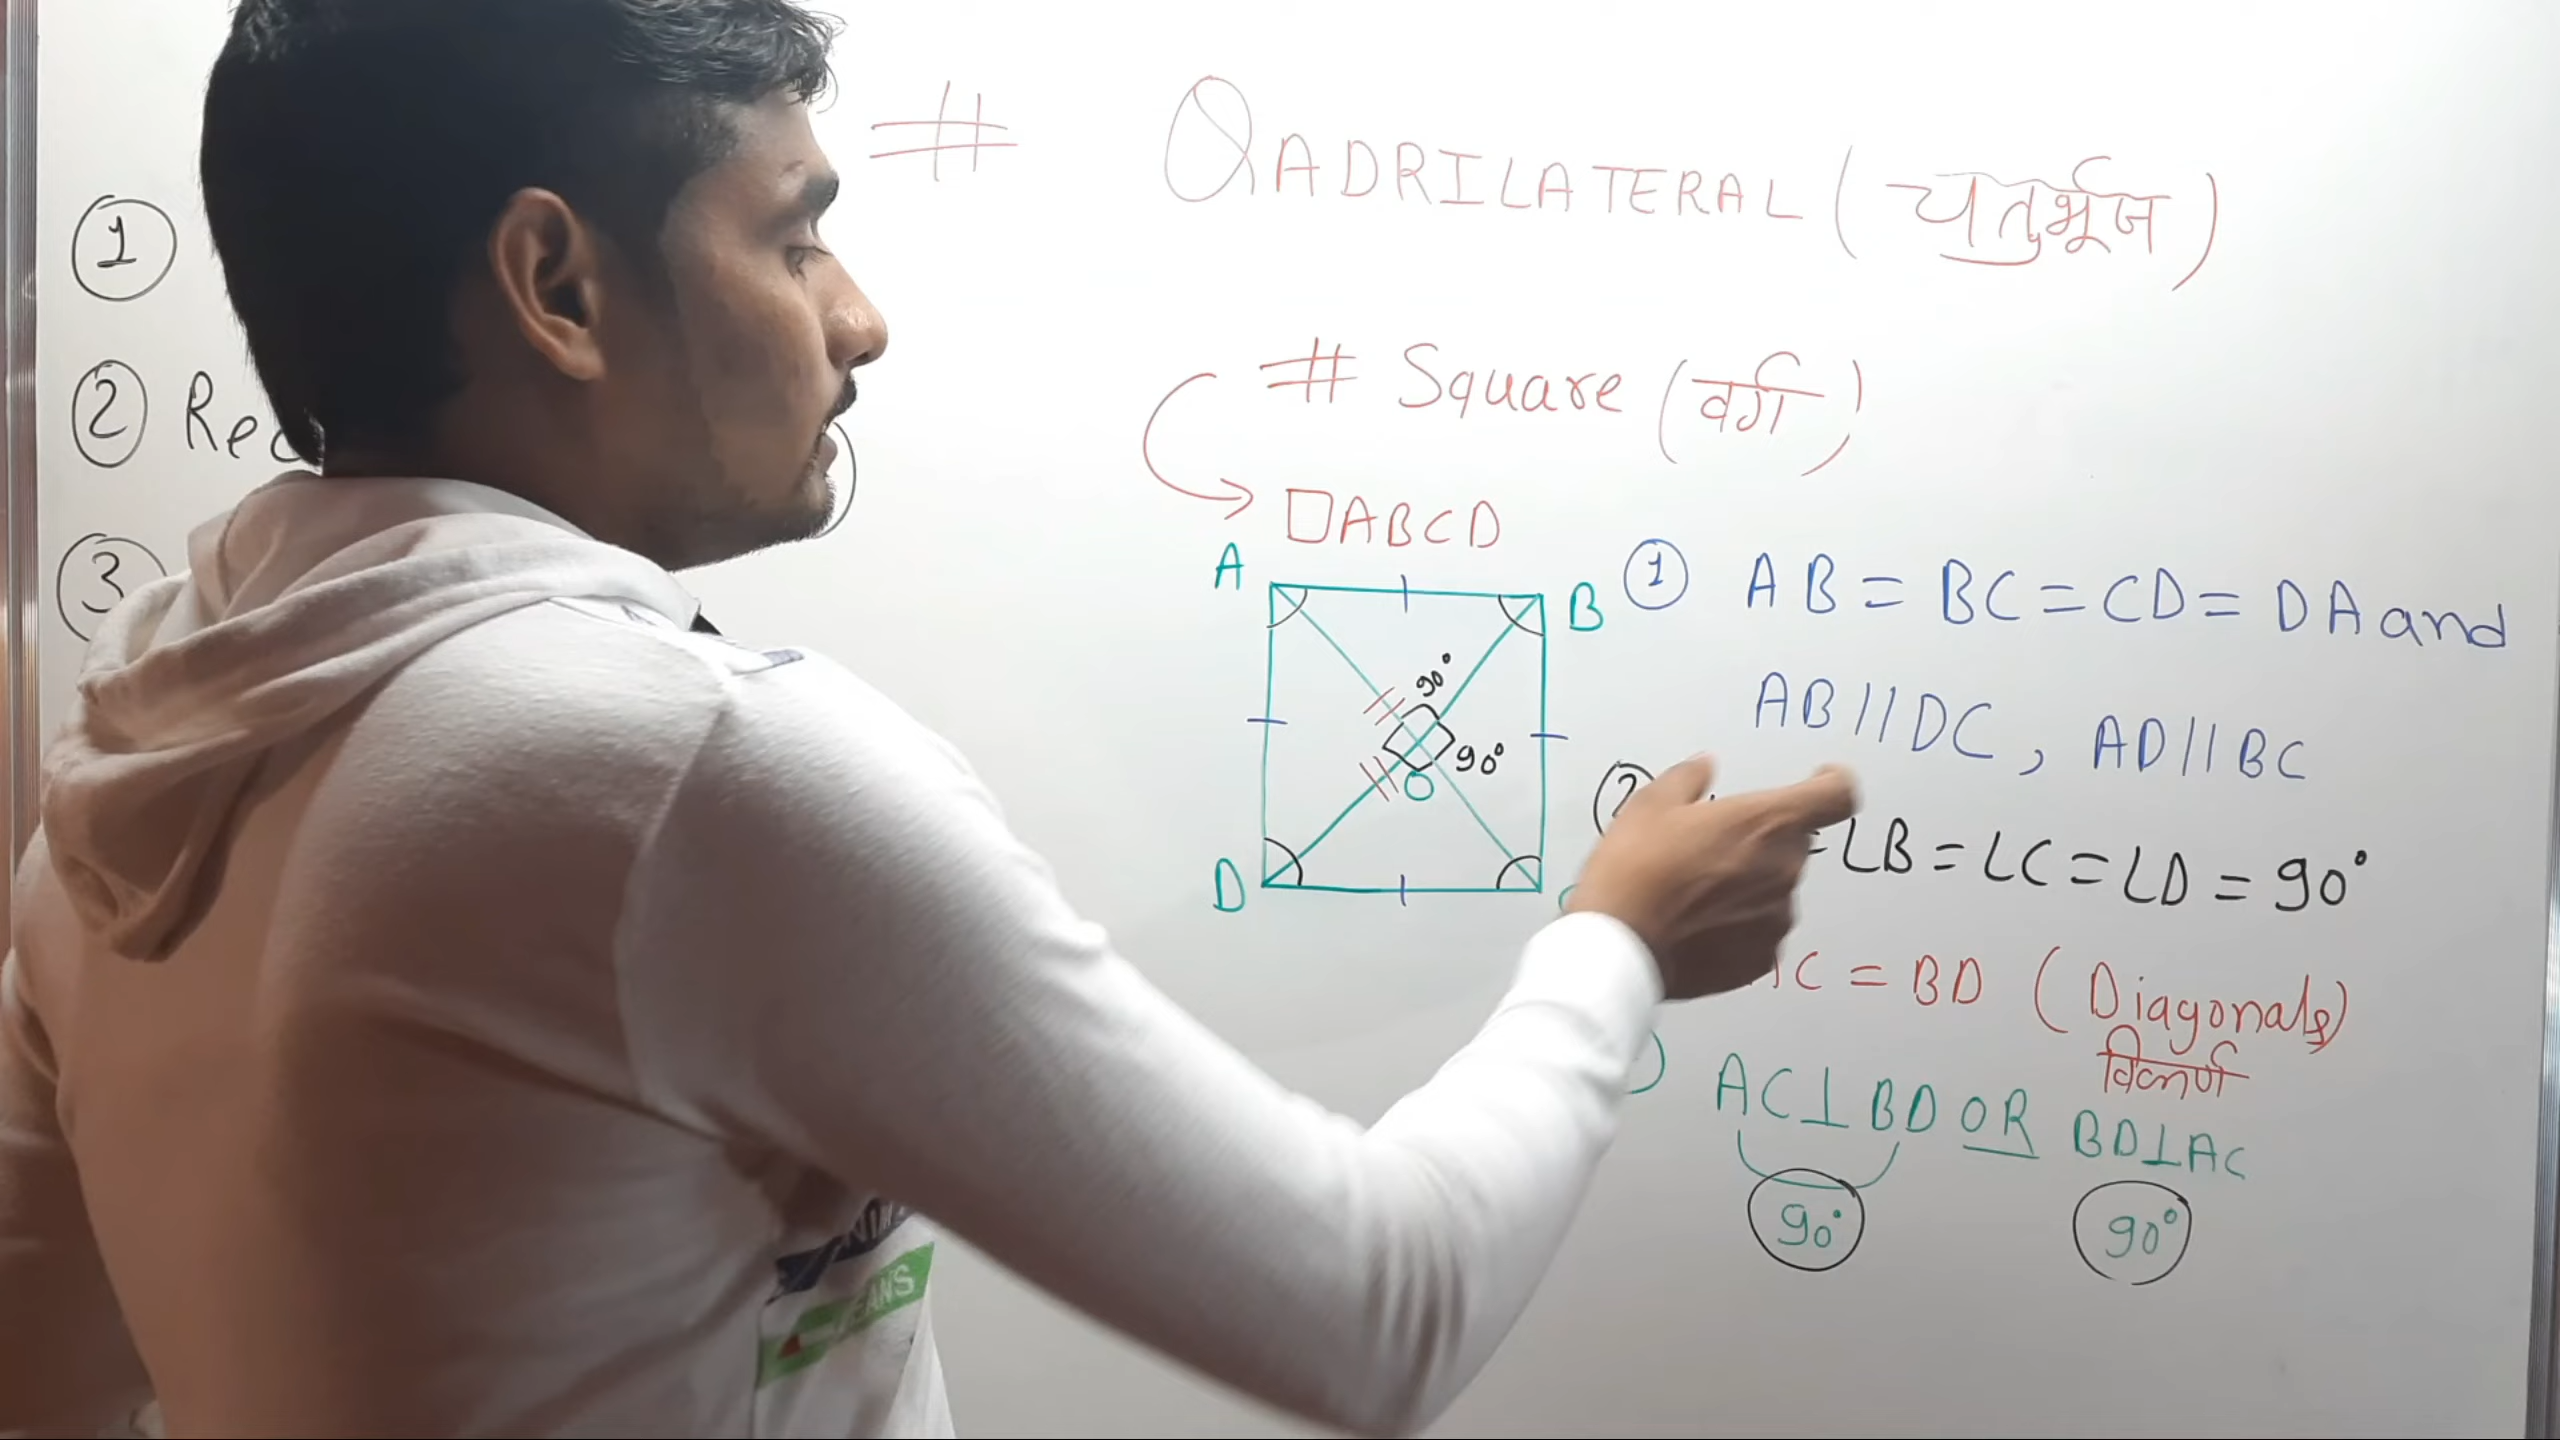 # QADRILATERAL (चतुर्भूज)
# Square (वर्ग)
□ABCD
1
2
3
A
B
D
O
90°
90°
1 AB = BC = CD = DA and
AB // DC, AD // BC
2 = ∠B = ∠C = ∠D = 90°
= BD (Diagonals)
विकर्ण
AC ⊥ BD OR BD ⊥ AC
90° 90°